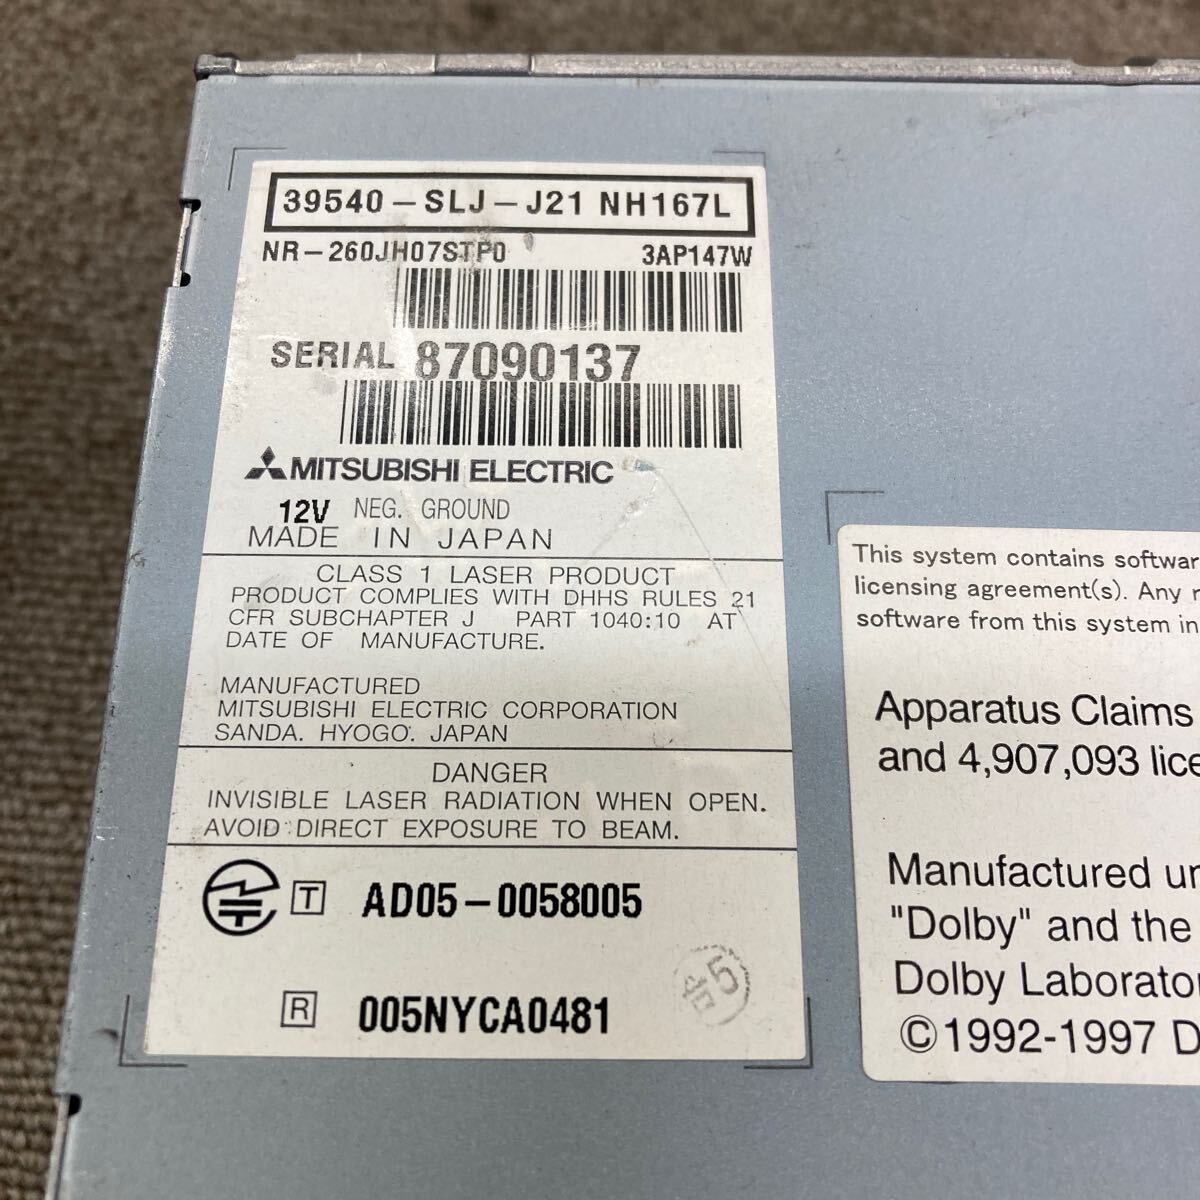 39540-SLJ-J21 NH167L
NR-260JH07STP0 3AP147W
SERIAL 87090137
MITSUBISHI ELECTRIC
12V NEG. GROUND
MADE IN JAPAN
CLASS 1 LASER PRODUCT
PRODUCT COMPLIES WITH DHHS RULES 21
CFR SUBCHAPTER J PART 1040:10 AT
DATE OF MANUFACTURE.
MANUFACTURED
MITSUBISHI ELECTRIC CORPORATION
SANDA. HYOGO. JAPAN
DANGER
INVISIBLE LASER RADIATION WHEN OPEN.
AVOID DIRECT EXPOSURE TO BEAM.
T AD05-0058005
R 005NYCA0481
This system contains softwar
licensing agreement(s). Any r
software from this system in
Apparatus Claims
and 4,907,093 lice
Manufactured un
"Dolby" and the
Dolby Laborator
©1992-1997 D